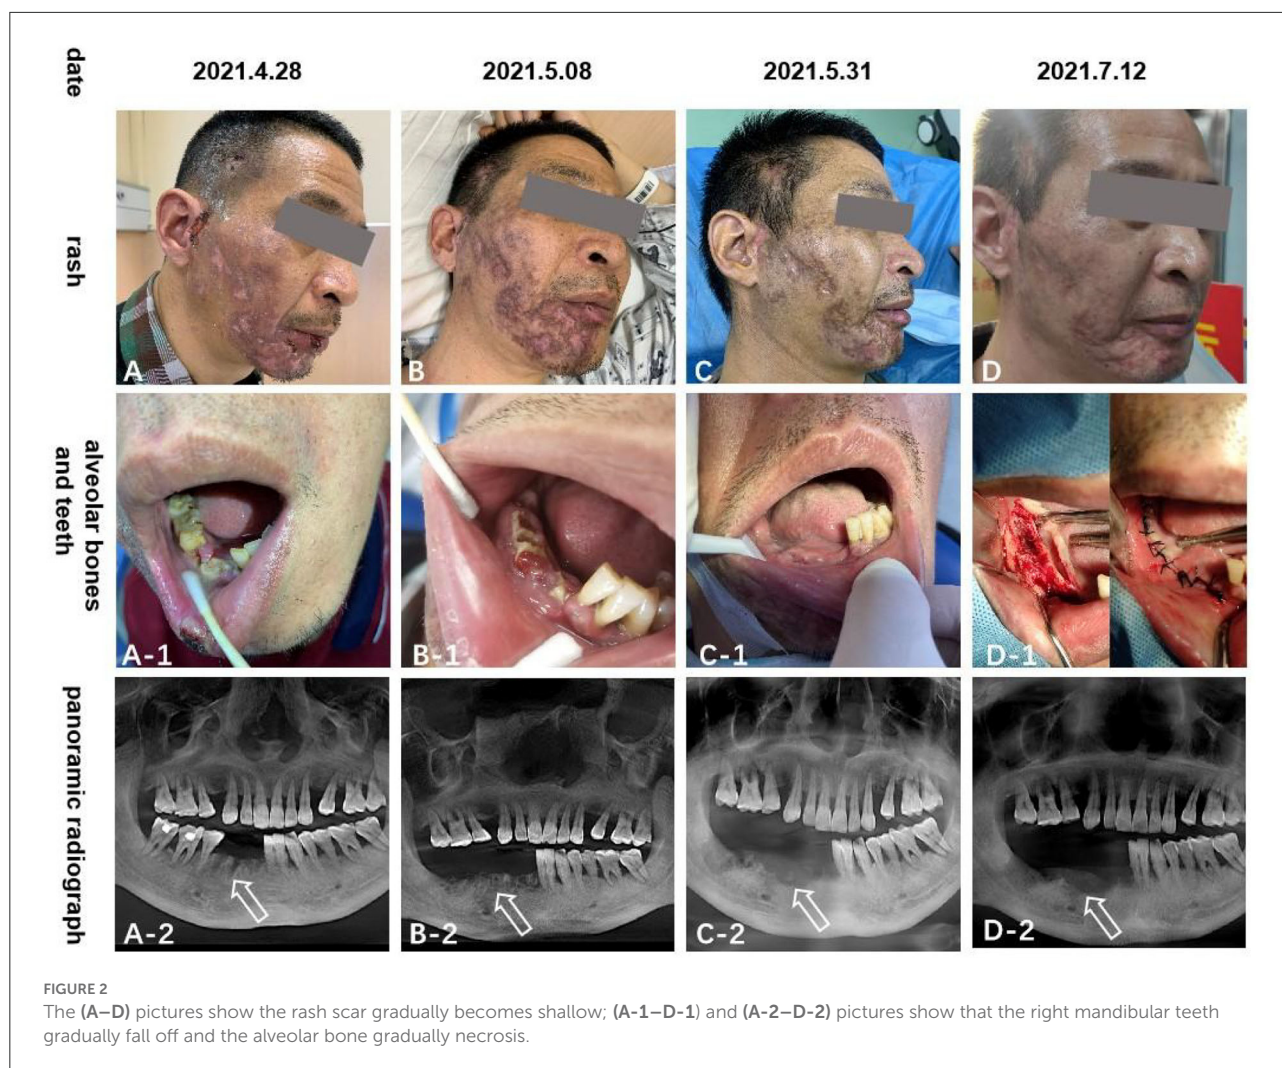 date
2021.4.28
2021.5.08
2021.5.31
2021.7.12
rash
A
B
C
D
alveolar bones
and teeth
A-1
B-1
C-1
D-1
panoramic radiograph
A-2
B-2
C-2
D-2
FIGURE 2
The (A–D) pictures show the rash scar gradually becomes shallow; (A-1–D-1) and (A-2–D-2) pictures show that the right mandibular teeth
gradually fall off and the alveolar bone gradually necrosis.